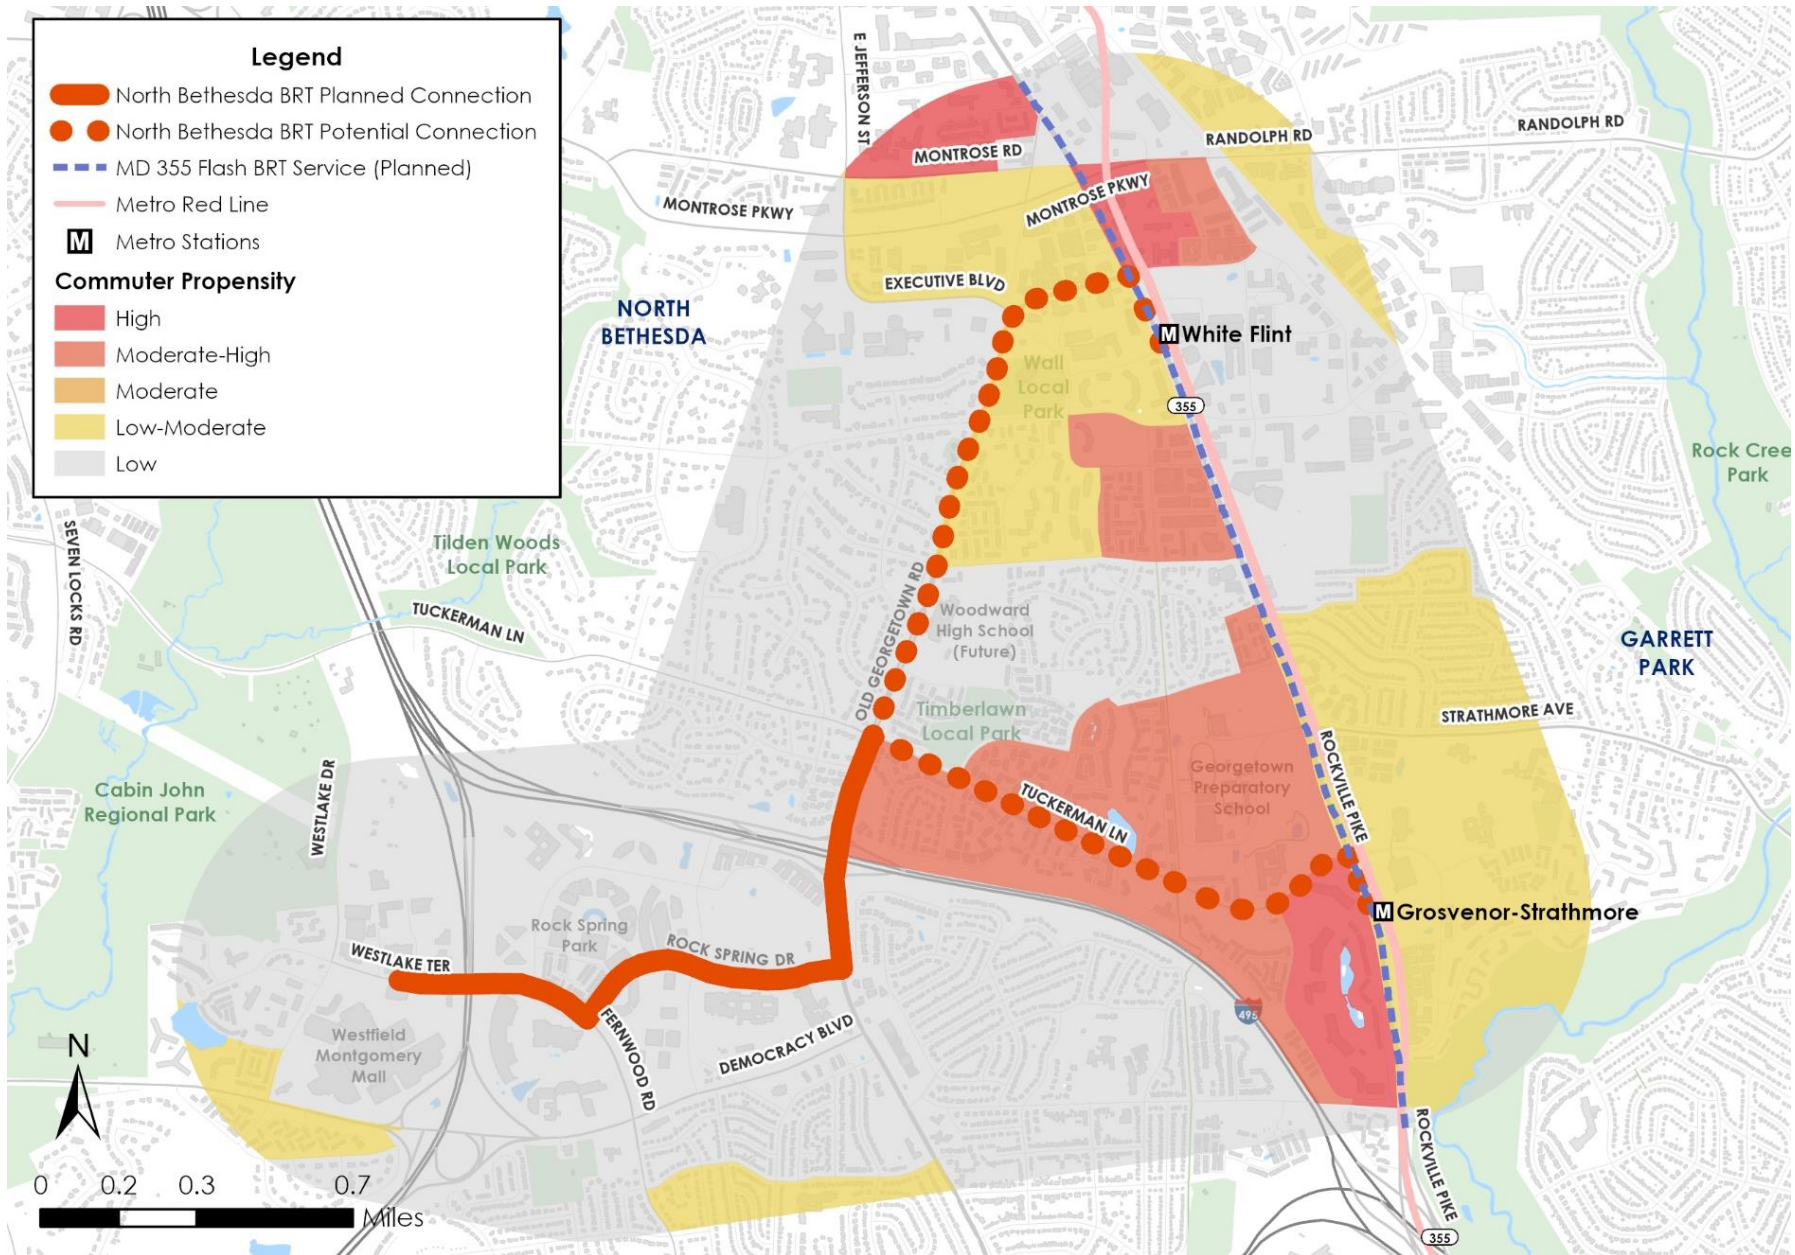 Legend
North Bethesda BRT Planned Connection
North Bethesda BRT Potential Connection
MD 355 Flash BRT Service (Planned)
Metro Red Line
M
Metro Stations
Commuter Propensity
High
Moderate-High
Moderate
Low-Moderate
Low
E JEFFERSON ST
MONTROSE RD
RANDOLPH RD
RANDOLPH RD
MONTROSE PKWY
MONTROSE PKWY
EXECUTIVE BLVD
NORTH
BETHESDA
M
White Flint
Wall
Local
Park
355
Rock Cree
Park
SEVEN LOCKS RD
Tilden Woods
Local Park
TUCKERMAN LN
OLD GEORGETOWN RD
Woodward
High School
(Future)
GARRETT
PARK
Timberlawn
Local Park
STRATHMORE AVE
ROCKVILLE PIKE
Georgetown
Preparatory
School
Cabin John
Regional Park
WESTLAKE DR
TUCKERMAN LN
M
Grosvenor-Strathmore
Rock Spring
Park
ROCK SPRING DR
WESTLAKE TER
495
FERNWOOD RD
DEMOCRACY BLVD
Westfield
Montgomery
Mall
N
ROCKVILLE PIKE
0 0.2 0.3 0.7
Miles
355